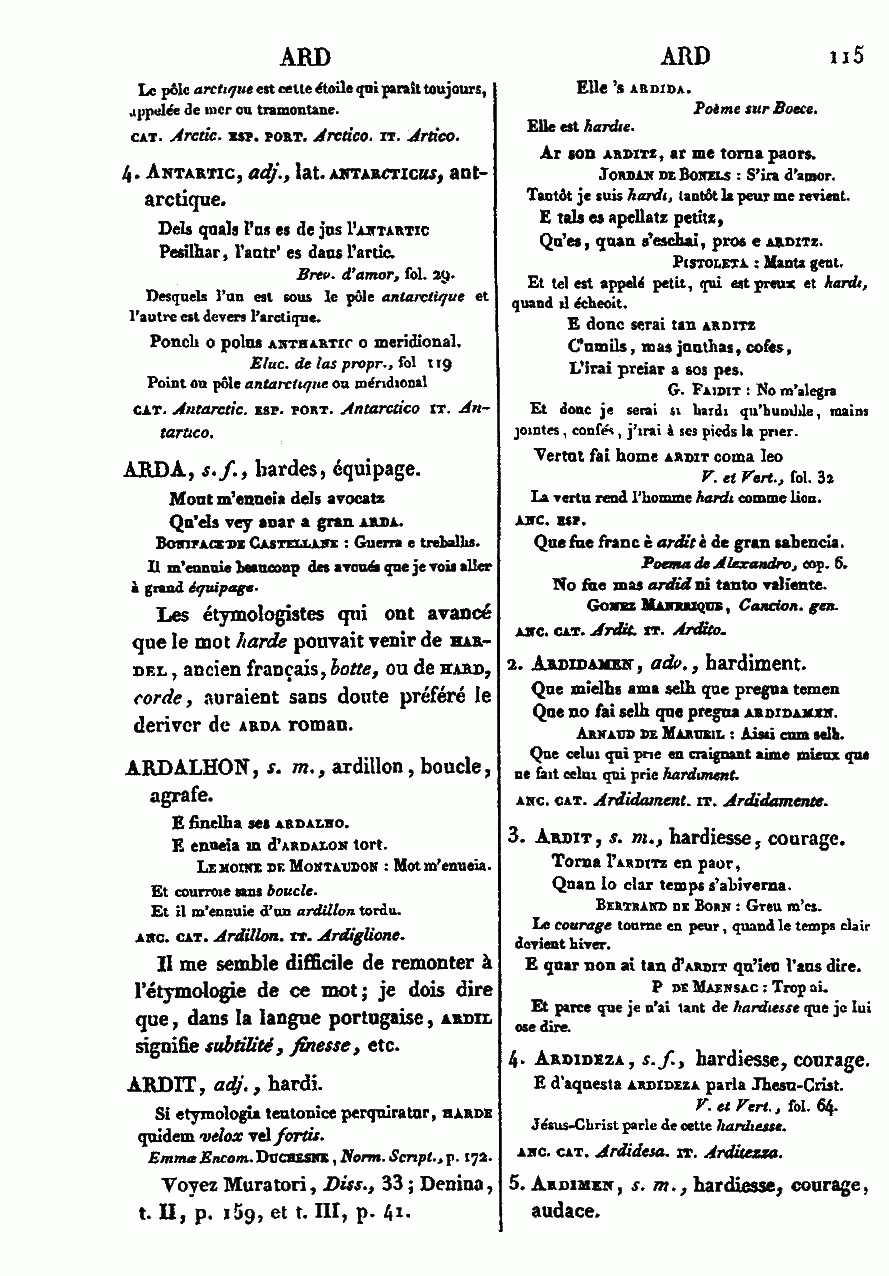 ARD
ARD 115
Le pôle arctique est cette étoile qui paraît toujours,
appelée de mer ou tramontane.
CAT. Arctic. ESP. PORT. Arctico. IT. Artico.
4. ANTARTIC, adj., lat. ANTARCTICUS, ant-
arctique.
Dels quals l'us es de jus l'ANTARTIC
Pesilhar, l'autr' es daus l'artic.
Brev. d'amor, fol. 29.
Desquels l'un est sous le pôle antarctique et
l'autre est devers l'arctique.
Ponch o polus ANTHARTIC o meridional.
Eluc. de las propr., fol 119
Point ou pôle antarctique ou méridional
CAT. Antarctic. ESP. PORT. Antarctico IT. An-
tartico.
ARDA, s. f., hardes, équipage.
Mout m'enueia dels avocatz
Qu'els vey anar a gran ARDA.
BONIFACE DE CASTELLANE : Guerra e trebalhs.
Il m'ennuie beaucoup des avoués que je vois aller
à grand équipage.
Les étymologistes qui ont avancé
que le mot harde pouvait venir de HAR-
DEL, ancien français, botte, ou de HARD,
corde, auraient sans doute préféré le
deriver de ARDA roman.
ARDALHON, s. m., ardillon, boucle,
agrafe.
E finelha ses ARDALHO.
E enueia m d'ARDALON tort.
LE MOINE DE MONTAUDON : Mot m'enueia.
Et courroie sans boucle.
Et il m'ennuie d'un ardillon tordu.
ANC. CAT. Ardillon. IT. Ardiglione.
Il me semble difficile de remonter à
l'étymologie de ce mot; je dois dire
que, dans la langue portugaise, ARDIL
signifie subtilité, finesse, etc.
ARDIT, adj., hardi.
Si etymologia teutonice perquiratur, HARDE
quidem velox vel fortis.
Emmæ Encom. DUCHESNE, Norm. Script., p. 172.
Voyez Muratori, Diss., 33; Denina,
t. II, p. 159, et t. III, p. 41.
Elle 's ARDIDA.
Poème sur Boece.
Elle est hardie.
Ar son ARDITZ, ar me torna paors.
JORDAN DE BONELS : S'ira d'amor.
Tantôt je suis hardi, tantôt la peur me revient.
E tals es apellatz petitz,
Qu'es, quan s'eschai, pros e ARDITZ.
PISTOLETA : Manta gent.
Et tel est appelé petit, qui est preux et hardi,
quand il écheoit.
E donc serai tan ARDITZ
C'umils, mas junthas, cofes,
L'irai preiar a sos pes.
G. FAIDIT : No m'alegra
Et donc je serai si hardi qu'humble, mains
jointes, confés, j'irai à ses pieds la prier.
Vertut fai home ARDIT coma leo
V. et Vert., fol. 32
La vertu rend l'homme hardi comme lion.
ANC. ESP.
Que fue franc è ardit è de gran sabencia.
Poema de Alexandro, cop. 6.
No fue mas ardid ni tanto valiente.
GOMEZ MANRRIQUE, Cancion. gen.
ANC. CAT. Ardit. IT. Ardito.
2. ARDIDAMEN, adv., hardiment.
Que mielhs ama selh que pregua temen
Que no fai selh que pregua ARDIDAMEN.
ARNAUD DE MARUEIL : Aissi cum selh.
Que celui qui prie en craignant aime mieux que
ne fait celui qui prie hardiment.
ANC. CAT. Ardidament. IT. Ardidamente.
3. ARDIT, s. m., hardiesse, courage.
Torna l'ARDITZ en paor,
Quan lo clar temps s'abiverna.
BERTRAND DE BORN : Greu m'es.
Le courage tourne en peur, quand le temps clair
devient hiver.
E quar non ai tan d'ARDIT qu'ieu l'aus dire.
P DE MAENSAC : Trop ai.
Et parce que je n'ai tant de hardiesse que je lui
ose dire.
4. ARDIDEZA, s. f., hardiesse, courage.
E d'aquesta ARDIDEZA parla Jhesu-Crist.
V. et Vert., fol. 64.
Jésus-Christ parle de cette hardiesse.
ANC. CAT. Ardidesa. IT. Arditezza.
5. ARDIMEN, s. m., hardiesse, courage,
audace.